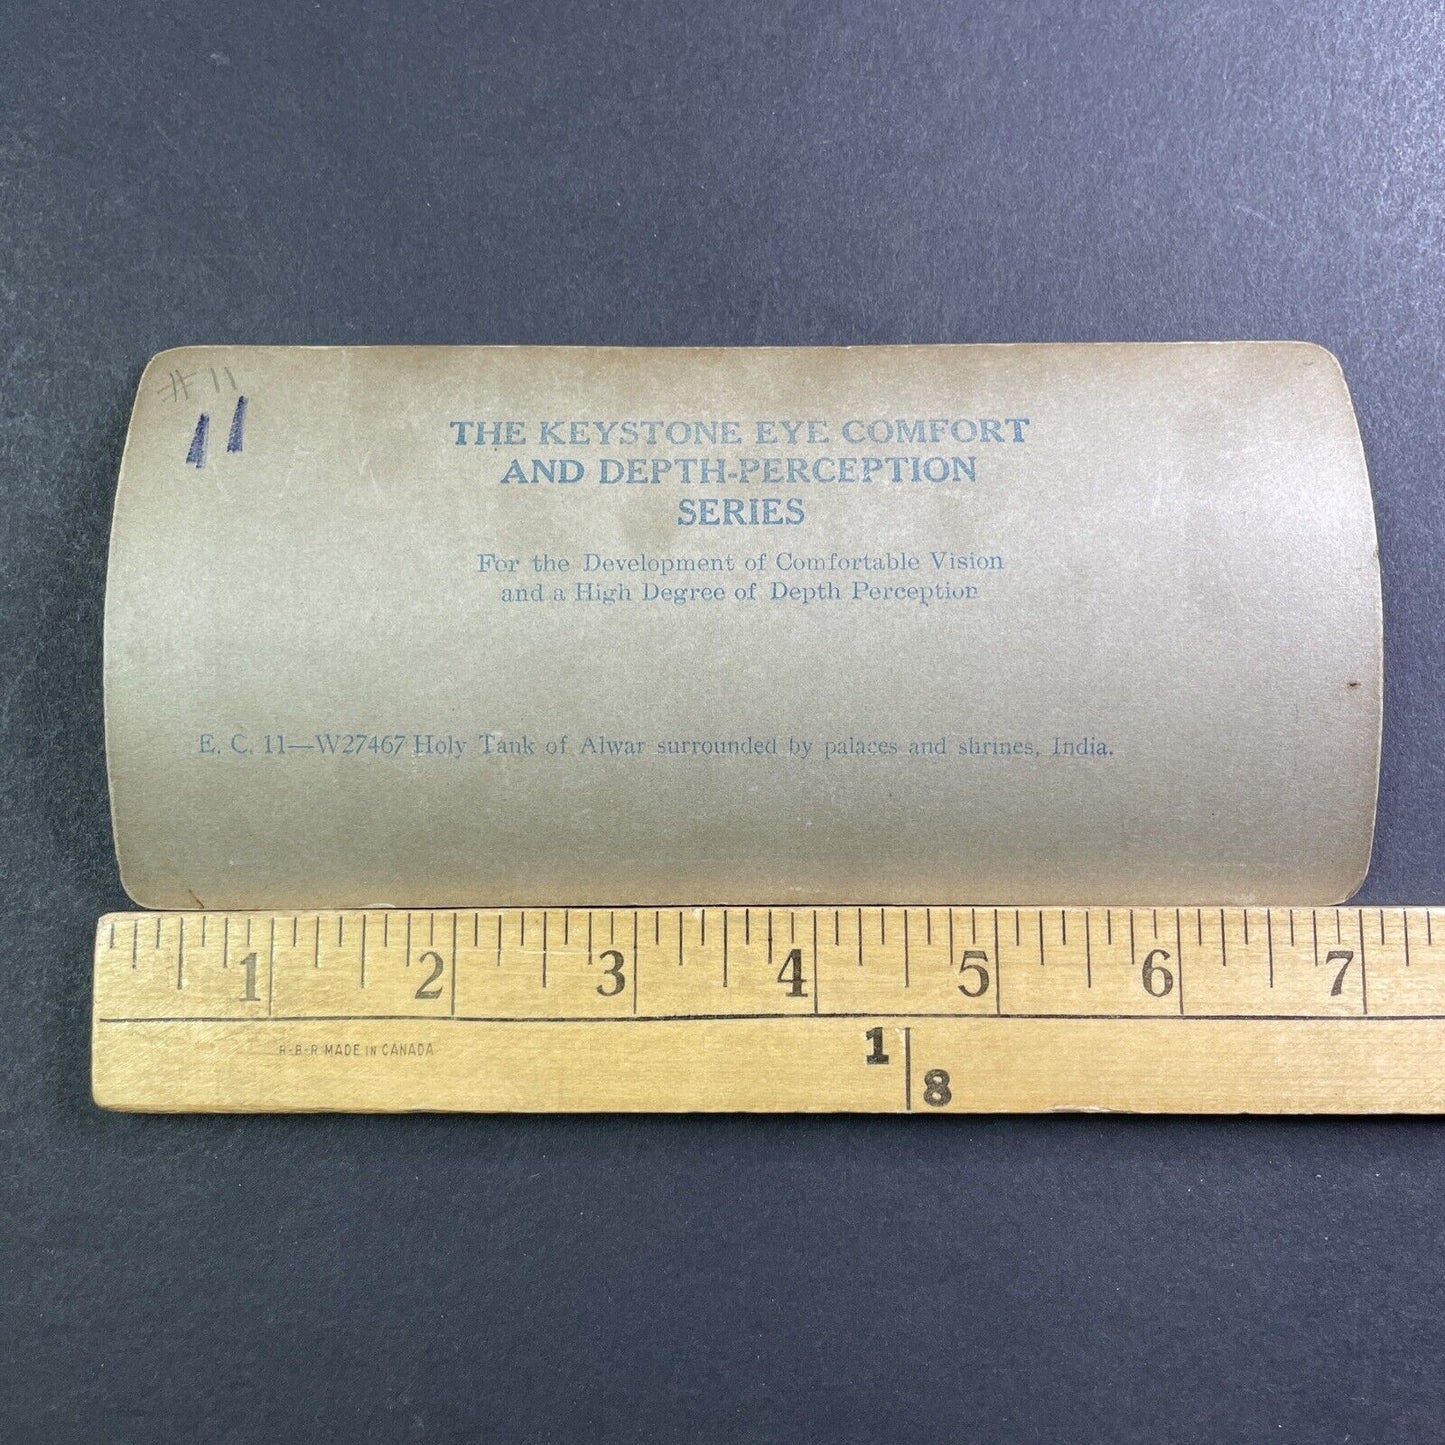 # 11
11
THE KEYSTONE EYE COMFORT
AND DEPTH-PERCEPTION
SERIES
For the Development of Comfortable Vision
and a High Degree of Depth Perception
E. C. 11—W27467 Holy Tank of Alwar surrounded by palaces and shrines, India.
1 2 3 4 5 6 7
R-B-R MADE IN CANADA
1
8